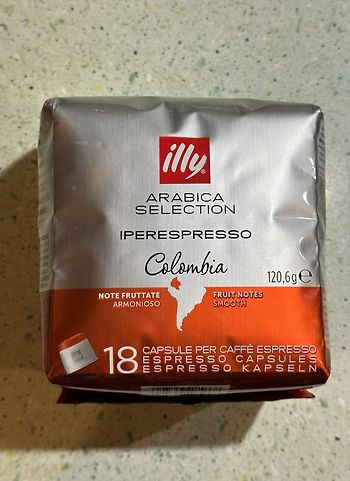 illy
ARABICA
SELECTION
IPERESPRESSO
Colombia
120,6g ℮
NOTE FRUTTATE
ARMONIOSO
FRUIT NOTES
SMOOTH
18
CAPSULE PER CAFFÈ ESPRESSO
ESPRESSO CAPSULES
ESPRESSO KAPSELN